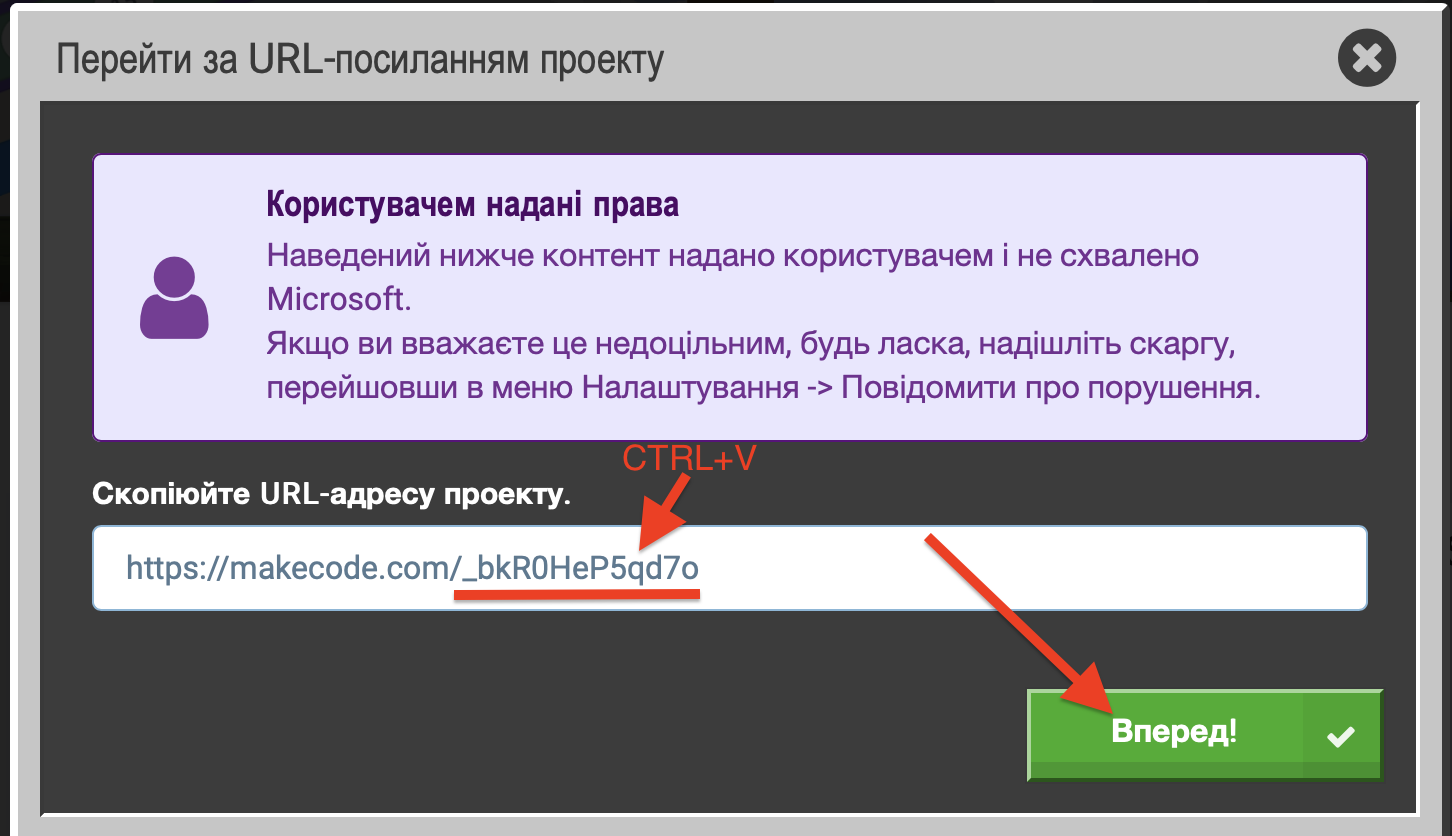 Перейти за URL-посиланням проекту
Користувачем надані права
Наведений нижче контент надано користувачем і не схвалено
Microsoft.
Якщо ви вважаєте це недоцільним, будь ласка, надішліть скаргу,
перейшовши в меню Налаштування -> Повідомити про порушення.
CTRL+V
Скопіюйте URL-адресу проекту.
https://makecode.com/_bkR0HeP5qd7o
Вперед!